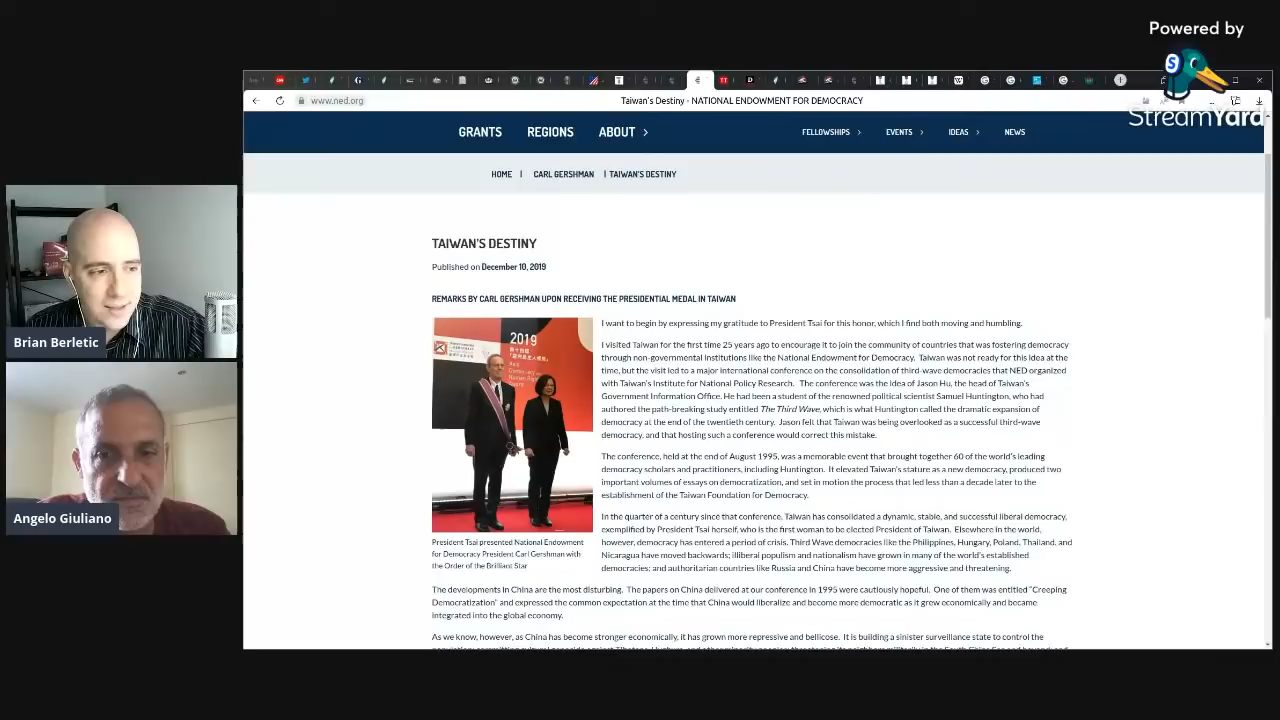 Powered by
StreamYard
www.ned.org
Taiwan's Destiny - NATIONAL ENDOWMENT FOR DEMOCRACY
GRANTS REGIONS ABOUT
FELLOWSHIPS EVENTS IDEAS NEWS
HOME | CARL GERSHMAN | TAIWAN'S DESTINY
TAIWAN'S DESTINY
Published on December 10, 2019
REMARKS BY CARL GERSHMAN UPON RECEIVING THE PRESIDENTIAL MEDAL IN TAIWAN
2019
President Tsai presented National Endowment
for Democracy President Carl Gershman with
the Order of the Brilliant Star
I want to begin by expressing my gratitude to President Tsai for this honor, which I find both moving and humbling.
I visited Taiwan for the first time 25 years ago to encourage it to join the community of countries that was fostering democracy
through non-governmental institutions like the National Endowment for Democracy. Taiwan was not ready for this idea at the
time, but the visit led to a major international conference on the consolidation of third-wave democracies that NED organized
with Taiwan's Institute for National Policy Research. The conference was the idea of Jason Hu, the head of Taiwan's
Government Information Office. He had been a student of the renowned political scientist Samuel Huntington, who had
authored the path-breaking study entitled The Third Wave, which is what Huntington called the dramatic expansion of
democracy at the end of the twentieth century. Jason felt that Taiwan was being overlooked as a successful third-wave
democracy, and that hosting such a conference would correct this mistake.
The conference, held at the end of August 1995, was a memorable event that brought together 60 of the world's leading
democracy scholars and practitioners, including Huntington. It elevated Taiwan's stature as a new democracy, produced two
important volumes of essays on democratization, and set in motion the process that led less than a decade later to the
establishment of the Taiwan Foundation for Democracy.
In the quarter of a century since that conference, Taiwan has consolidated a dynamic, stable, and successful liberal democracy,
exemplified by President Tsai herself, who is the first woman to be elected President of Taiwan. Elsewhere in the world,
however, democracy has entered a period of crisis. Third Wave democracies like the Philippines, Hungary, Poland, Thailand, and
Nicaragua have moved backwards; illiberal populism and nationalism have grown in many of the world's established
democracies; and authoritarian countries like Russia and China have become more aggressive and threatening.
The developments in China are the most disturbing. The papers on China delivered at our conference in 1995 were cautiously hopeful. One of them was entitled "Creeping
Democratization" and expressed the common expectation at the time that China would liberalize and become more democratic as it grew economically and became
integrated into the global economy.
As we know, however, as China has become stronger economically, it has grown more repressive and bellicose. It is building a sinister surveillance state to control the
Brian Berletic
Angelo Giuliano